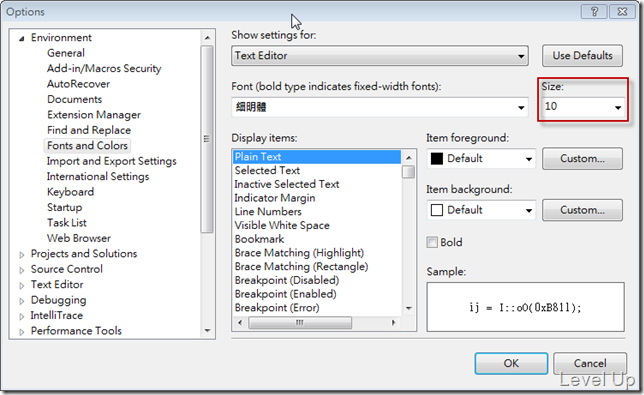 Options
Environment
General
Add-in/Macros Security
AutoRecover
Documents
Extension Manager
Find and Replace
Fonts and Colors
Import and Export Settings
International Settings
Keyboard
Startup
Task List
Web Browser
Projects and Solutions
Source Control
Text Editor
Debugging
IntelliTrace
Performance Tools
Show settings for:
Text Editor
Use Defaults
Font (bold type indicates fixed-width fonts):
細明體
Size:
10
Display items:
Plain Text
Selected Text
Inactive Selected Text
Indicator Margin
Line Numbers
Visible White Space
Bookmark
Brace Matching (Highlight)
Brace Matching (Rectangle)
Breakpoint (Disabled)
Breakpoint (Enabled)
Breakpoint (Error)
Item foreground:
Default
Custom...
Item background:
Default
Custom...
Bold
Sample:
ij = I::oO(0xB81l);
OK
Cancel
Level Up